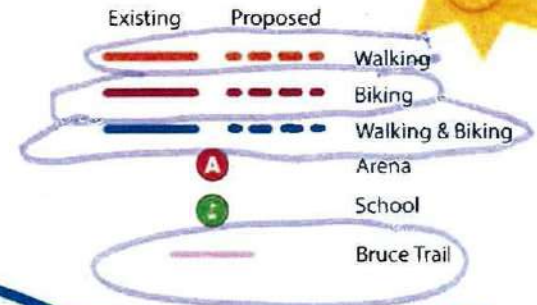 Existing Proposed
Walking
Biking
Walking & Biking
A Arena
School
Bruce Trail